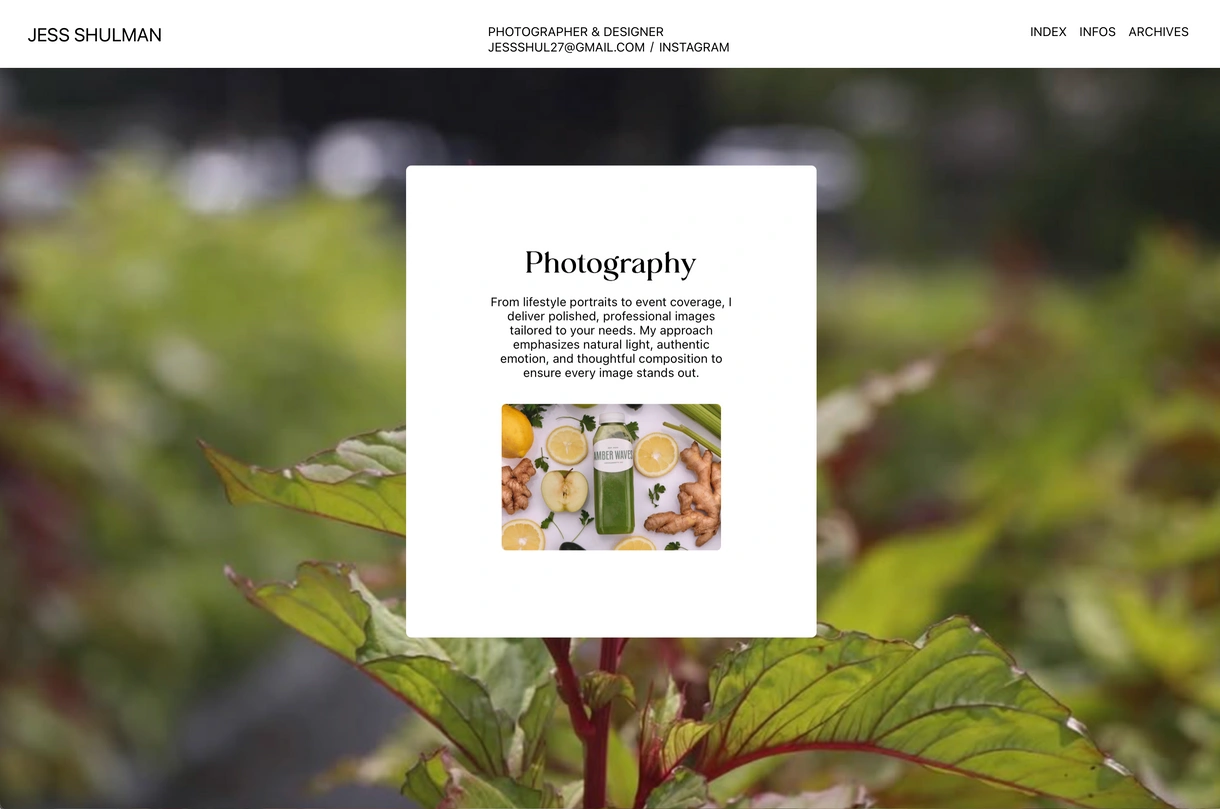 JESS SHULMAN
PHOTOGRAPHER & DESIGNER
JESSSHUL27@GMAIL.COM / INSTAGRAM
INDEX INFOS ARCHIVES
Photography
From lifestyle portraits to event coverage, I
deliver polished, professional images
tailored to your needs. My approach
emphasizes natural light, authentic
emotion, and thoughtful composition to
ensure every image stands out.
AMBER WAVES